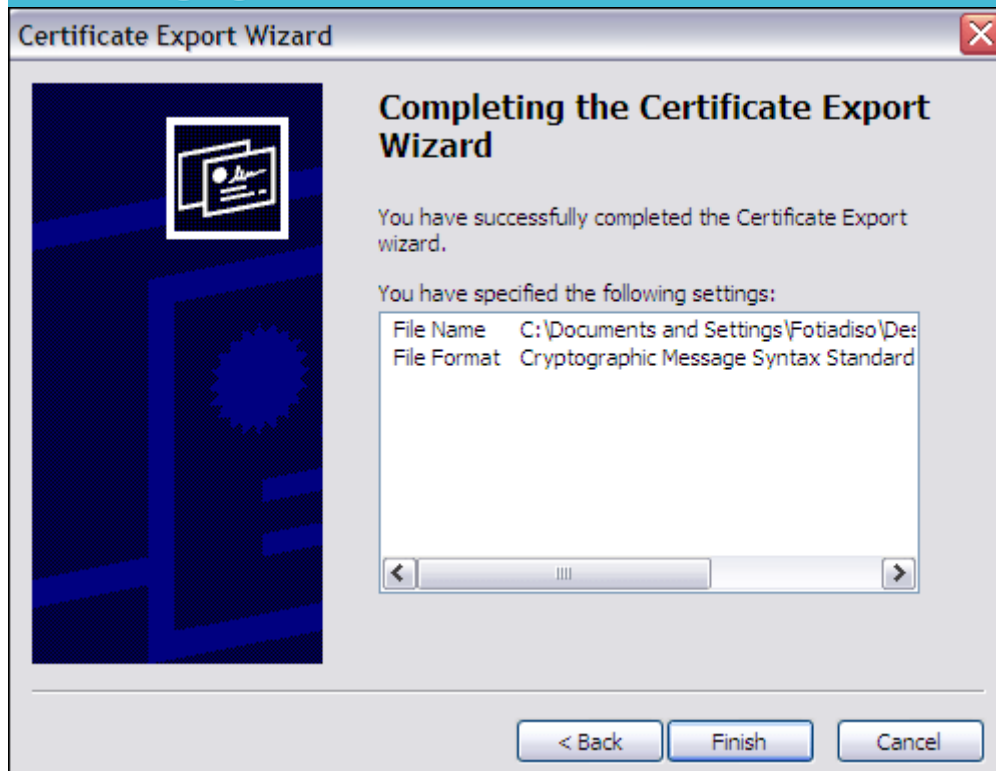 Certificate Export Wizard
Completing the Certificate Export
Wizard
You have successfully completed the Certificate Export
wizard.
You have specified the following settings:
File Name C:\Documents and Settings\Fotiadiso\Des
File Format Cryptographic Message Syntax Standard
< Back Finish Cancel